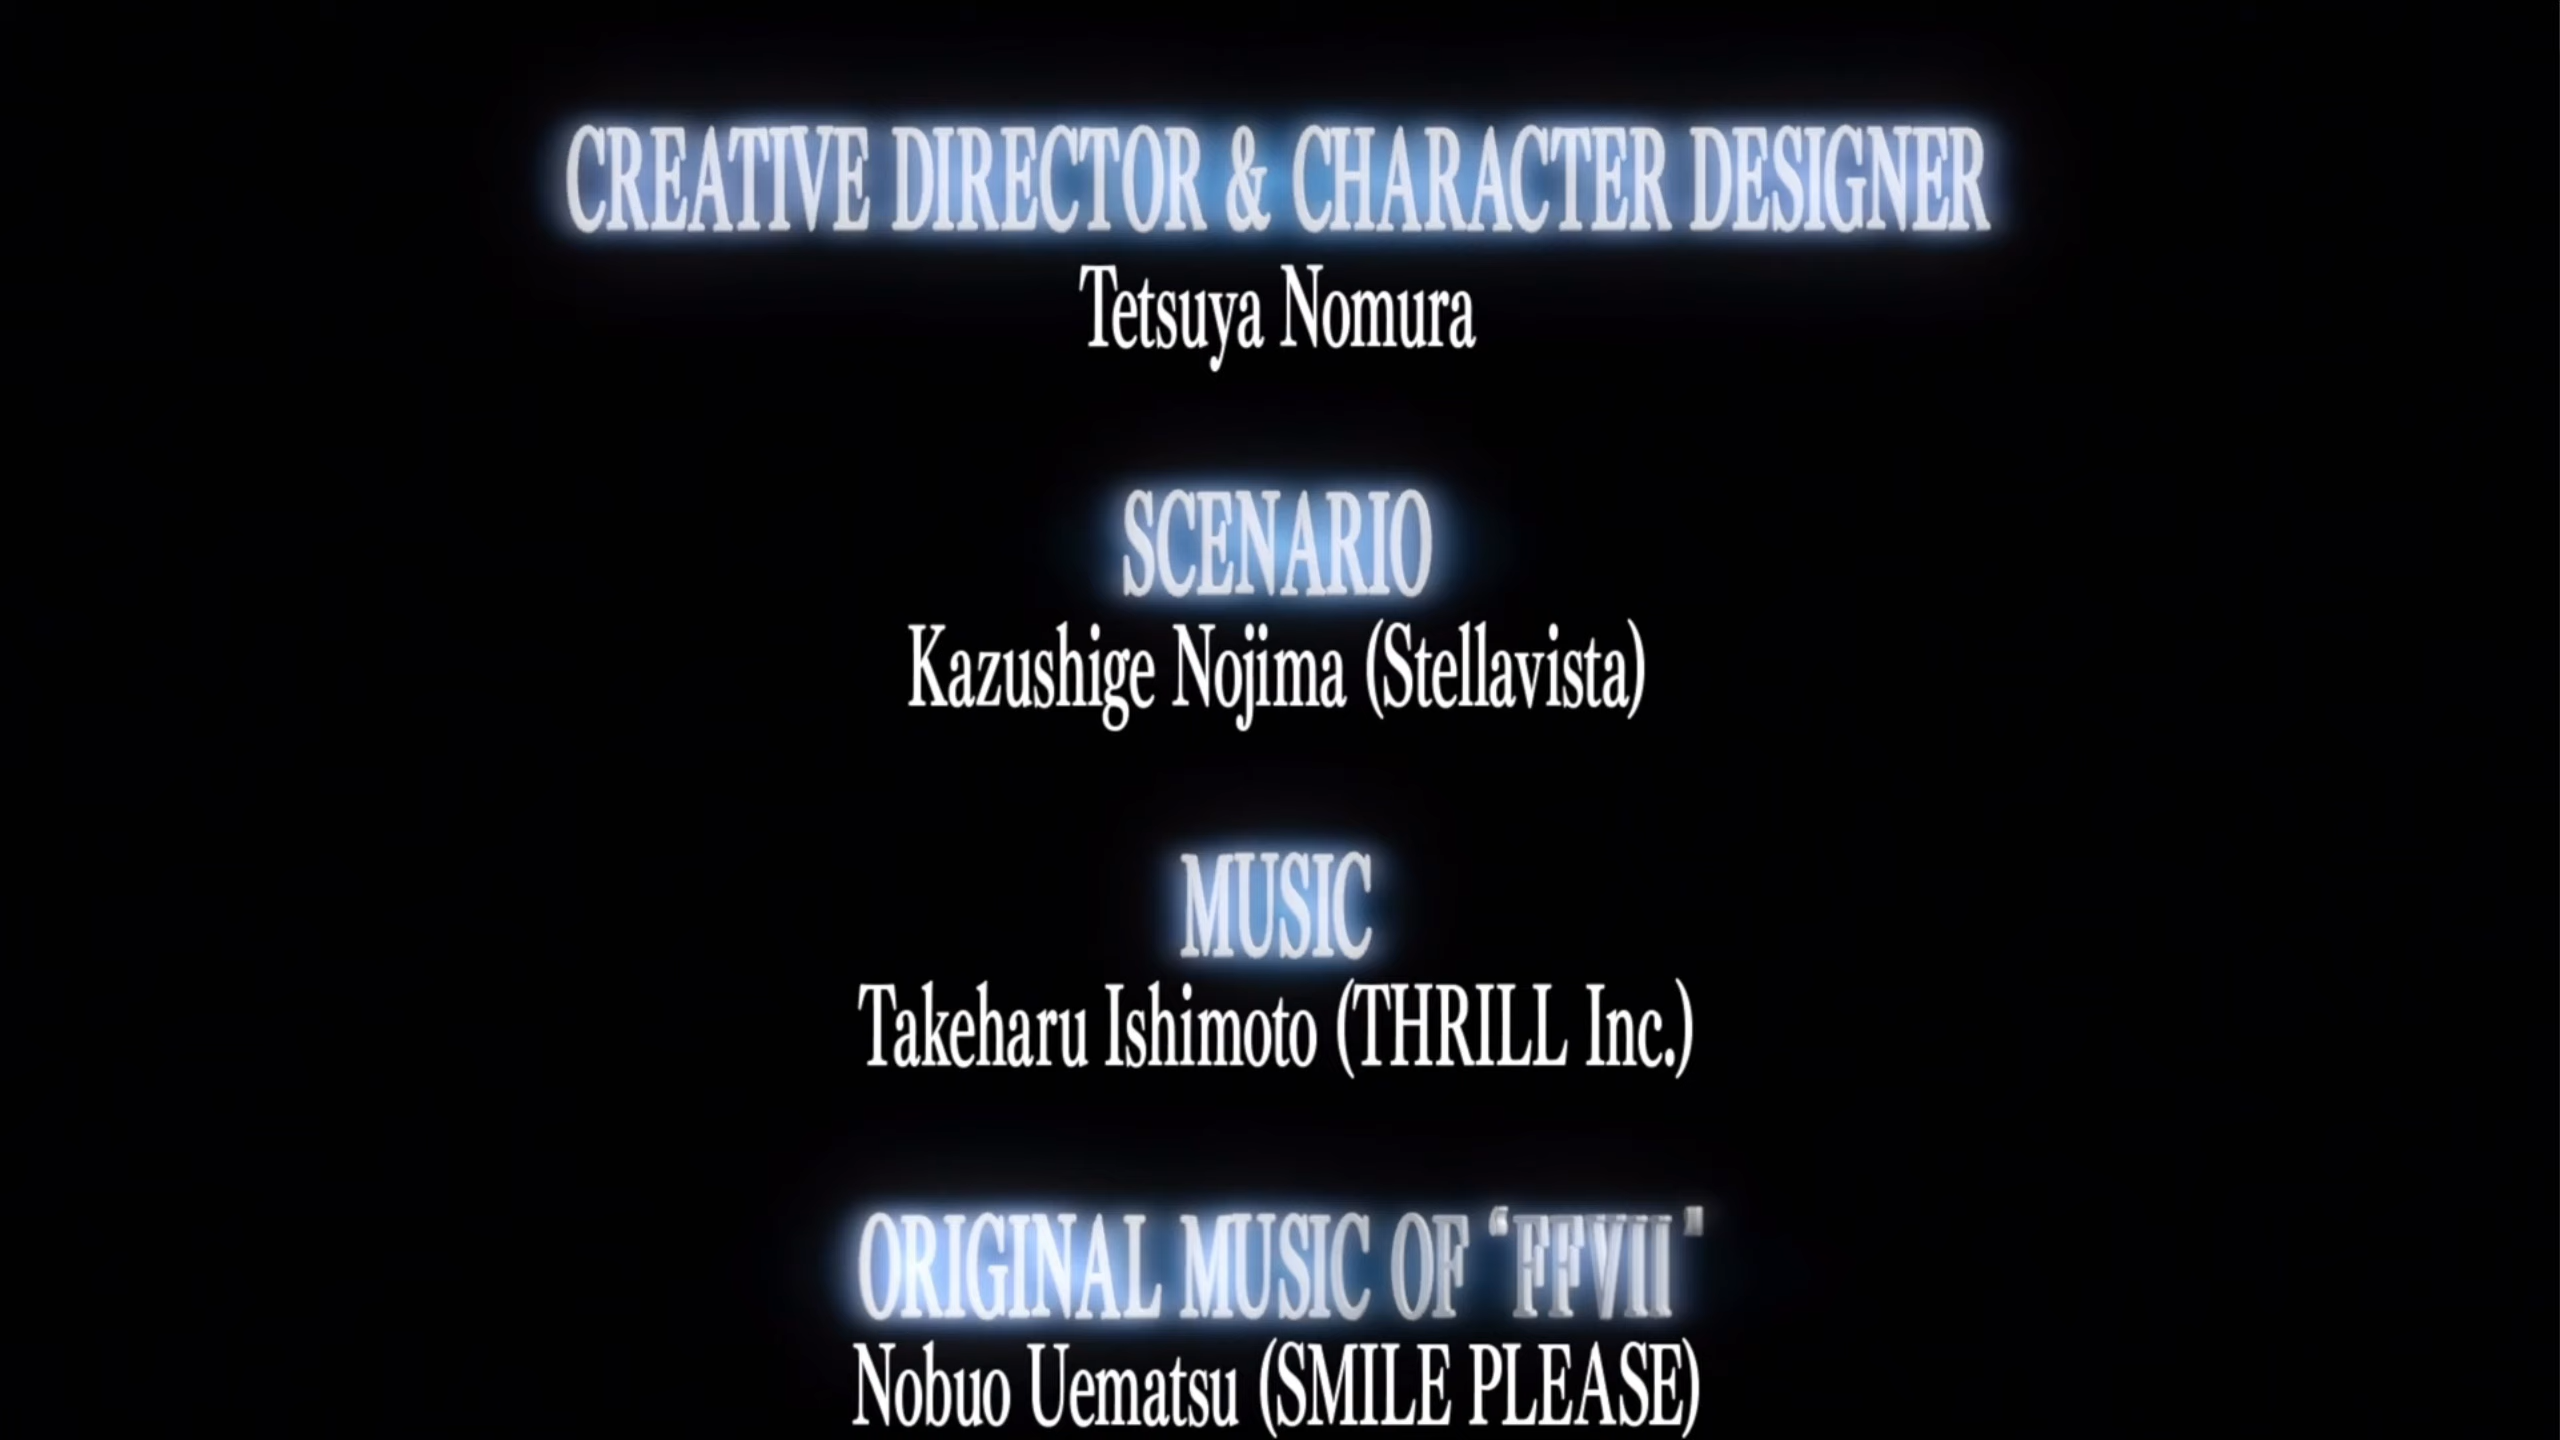 CREATIVE DIRECTOR & CHARACTER DESIGNER
Tetsuya Nomura
SCENARIO
Kazushige Nojima (Stellavista)
MUSIC
Takeharu Ishimoto (THRILL Inc.)
ORIGINAL MUSIC OF “FFVII”
Nobuo Uematsu (SMILE PLEASE)